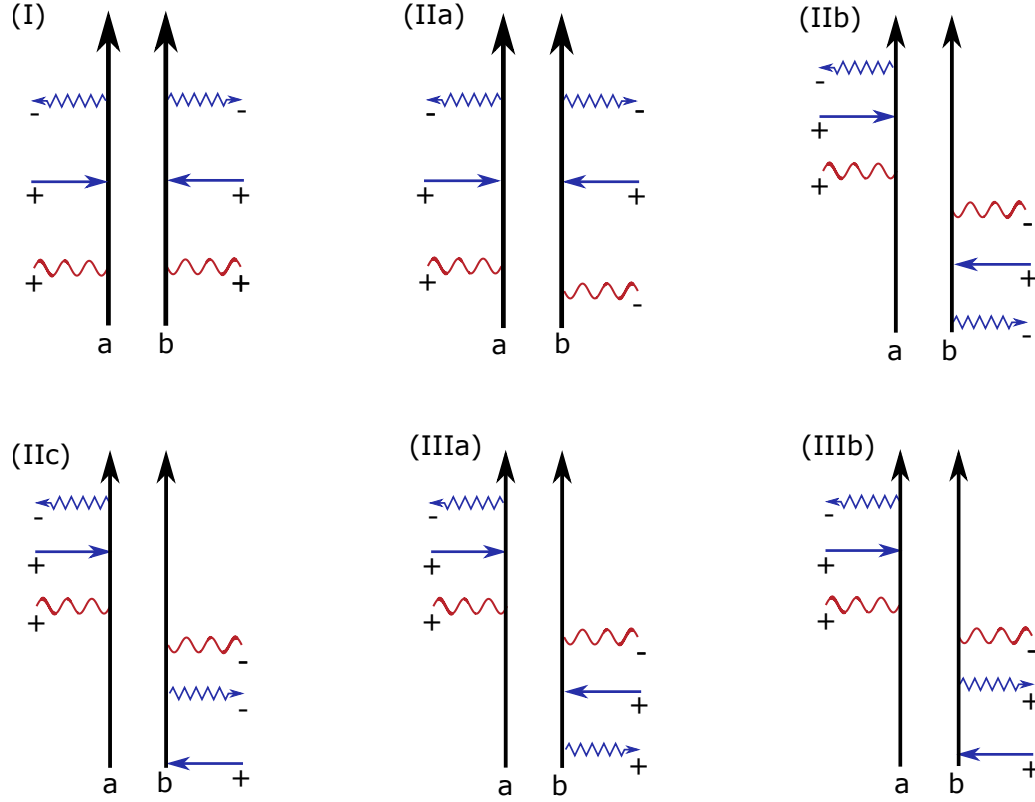 (I)
(IIa)
(IIb)
- -
- -
-
+ +
+ +
+
+
+ +
+ -
-
+
-
a b
a b
a b
(IIc)
(IIIa)
(IIIb)
-
-
-
+
+
+
+
+
+
-
-
-
-
+
+
+
+
+
a b
a b
a b